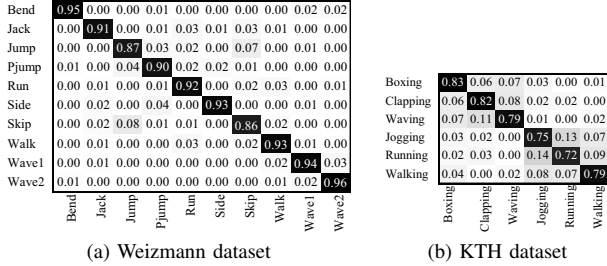 Bend 0.95 0.00 0.00 0.01 0.00 0.00 0.00 0.00 0.02 0.02
Jack 0.00 0.91 0.00 0.01 0.03 0.01 0.03 0.01 0.00 0.00
Jump 0.00 0.00 0.87 0.03 0.02 0.00 0.07 0.00 0.00 0.00
Pjump 0.01 0.00 0.04 0.90 0.02 0.02 0.01 0.00 0.00 0.00
Run 0.00 0.01 0.00 0.00 0.92 0.00 0.02 0.03 0.00 0.01
Side 0.00 0.02 0.00 0.04 0.00 0.93 0.00 0.00 0.01 0.00
Skip 0.00 0.02 0.08 0.01 0.01 0.00 0.86 0.02 0.00 0.00
Walk 0.00 0.01 0.00 0.00 0.03 0.00 0.02 0.93 0.01 0.00
Wave1 0.00 0.01 0.00 0.00 0.00 0.00 0.00 0.02 0.94 0.03
Wave2 0.01 0.00 0.00 0.00 0.00 0.00 0.00 0.01 0.02 0.96
Bend Jack Jump Pjump Run Side Skip Walk Wave1 Wave2
(a) Weizmann dataset
Boxing 0.83 0.06 0.07 0.03 0.00 0.01
Clapping 0.06 0.82 0.08 0.02 0.02 0.00
Waving 0.07 0.11 0.79 0.01 0.00 0.02
Jogging 0.03 0.02 0.00 0.75 0.13 0.07
Running 0.02 0.03 0.00 0.14 0.72 0.09
Walking 0.04 0.00 0.02 0.08 0.07 0.79
Boxing Clapping Waving Jogging Running Walking
(b) KTH dataset